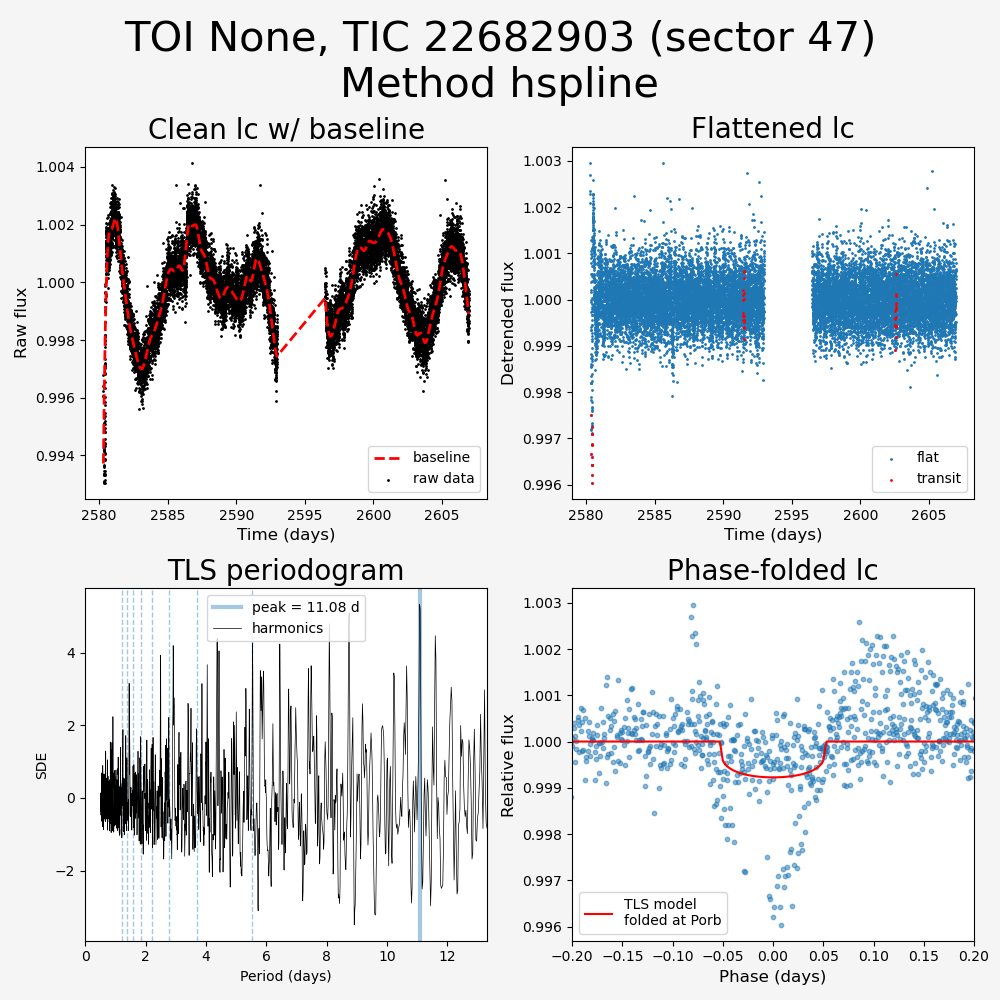 TOI None, TIC 22682903 (sector 47)
Method hspline
Clean lc w/ baseline
Raw flux
1.004
1.002
1.000
0.998
0.996
0.994
baseline
raw data
2580 2585 2590 2595 2600 2605
Time (days)
Flattened lc
Detrended flux
1.003
1.002
1.001
1.000
0.999
0.998
0.997
0.996
flat
transit
2580 2585 2590 2595 2600 2605
Time (days)
TLS periodogram
SDE
peak = 11.08 d
harmonics
4
2
0
−2
0 2 4 6 8 10 12
Period (days)
Phase-folded lc
Relative flux
1.003
1.002
1.001
1.000
0.999
0.998
0.997
0.996
TLS model
folded at Porb
−0.20 −0.15 −0.10 −0.05 0.00 0.05 0.10 0.15 0.20
Phase (days)